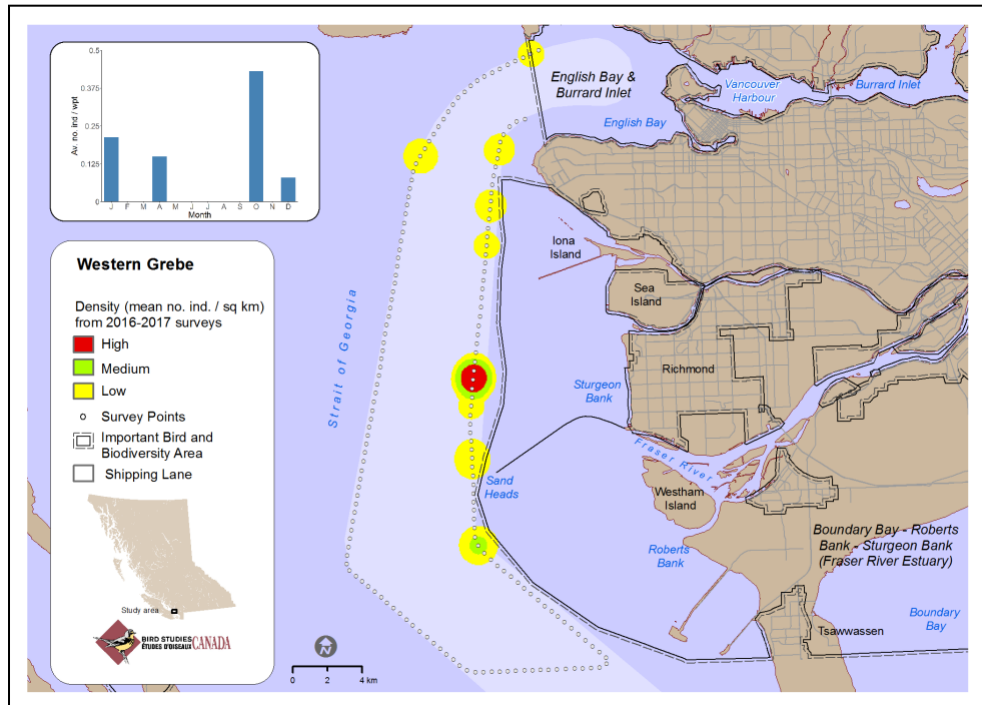 0.5
0.375
0.25
0.125
0
Av. no. ind / wpt
J F M A M J J A S O N D
Month
Western Grebe
Density (mean no. ind. / sq km)
from 2016-2017 surveys
High
Medium
Low
Survey Points
Important Bird and
Biodiversity Area
Shipping Lane
Study area
BIRD STUDIES
ÉTUDES D'OISEAUX
CANADA
N
0 2 4 km
English Bay &
Burrard Inlet
Vancouver
Harbour
Burrard Inlet
English Bay
Strait of Georgia
Iona
Island
Sea
Island
Richmond
Sturgeon
Bank
Fraser River
Sand
Heads
Westham
Island
Roberts
Bank
Boundary Bay - Roberts
Bank - Sturgeon Bank
(Fraser River Estuary)
Boundary
Bay
Tsawwassen